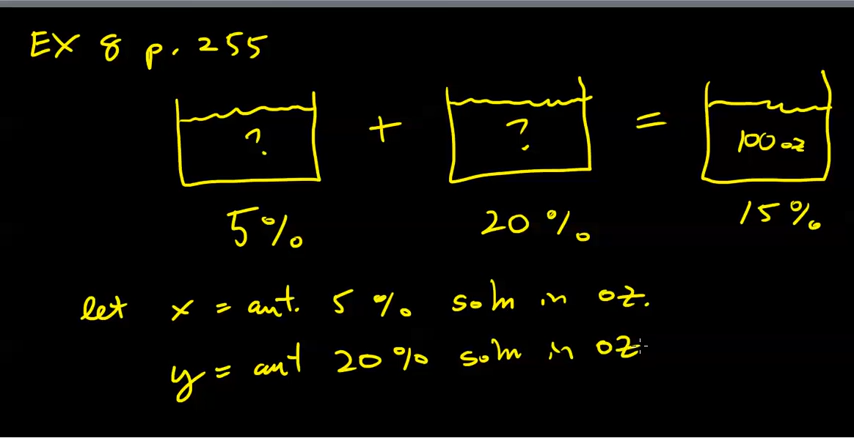 EX 8 p. 255
? + ? = 100 oz
5% 20% 15%
let x = amt. 5% soln in oz.
y = amt 20% soln in oz